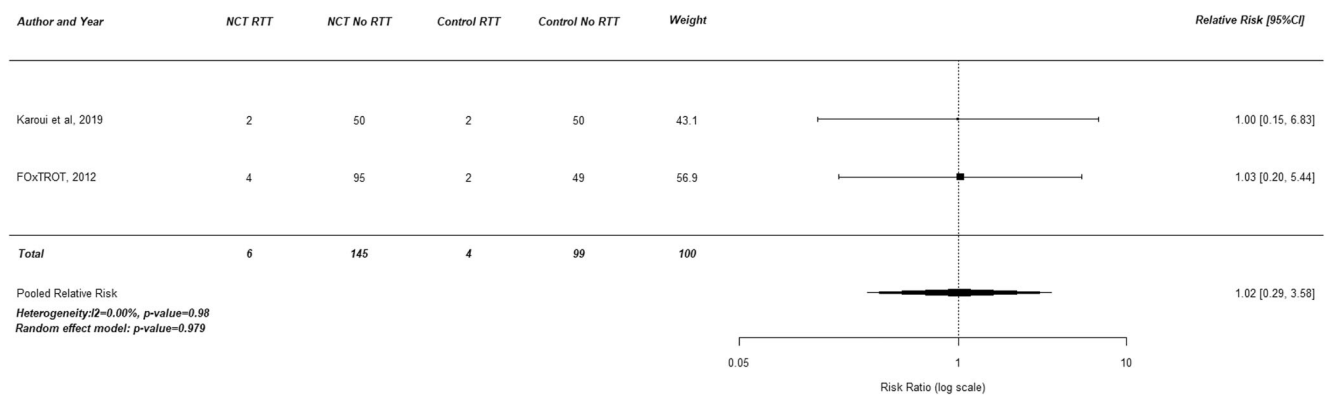 Author and Year NCT RTT NCT No RTT Control RTT Control No RTT Weight Relative Risk [95%CI]
Karoui et al, 2019 2 50 2 50 43.1 1.00 [0.15, 6.83]
FOxTROT, 2012 4 95 2 49 56.9 1.03 [0.20, 5.44]
Total 6 145 4 99 100
Pooled Relative Risk 1.02 [0.29, 3.58]
Heterogeneity:I2=0.00%, p-value=0.98
Random effect model: p-value=0.979
0.05 1 10
Risk Ratio (log scale)